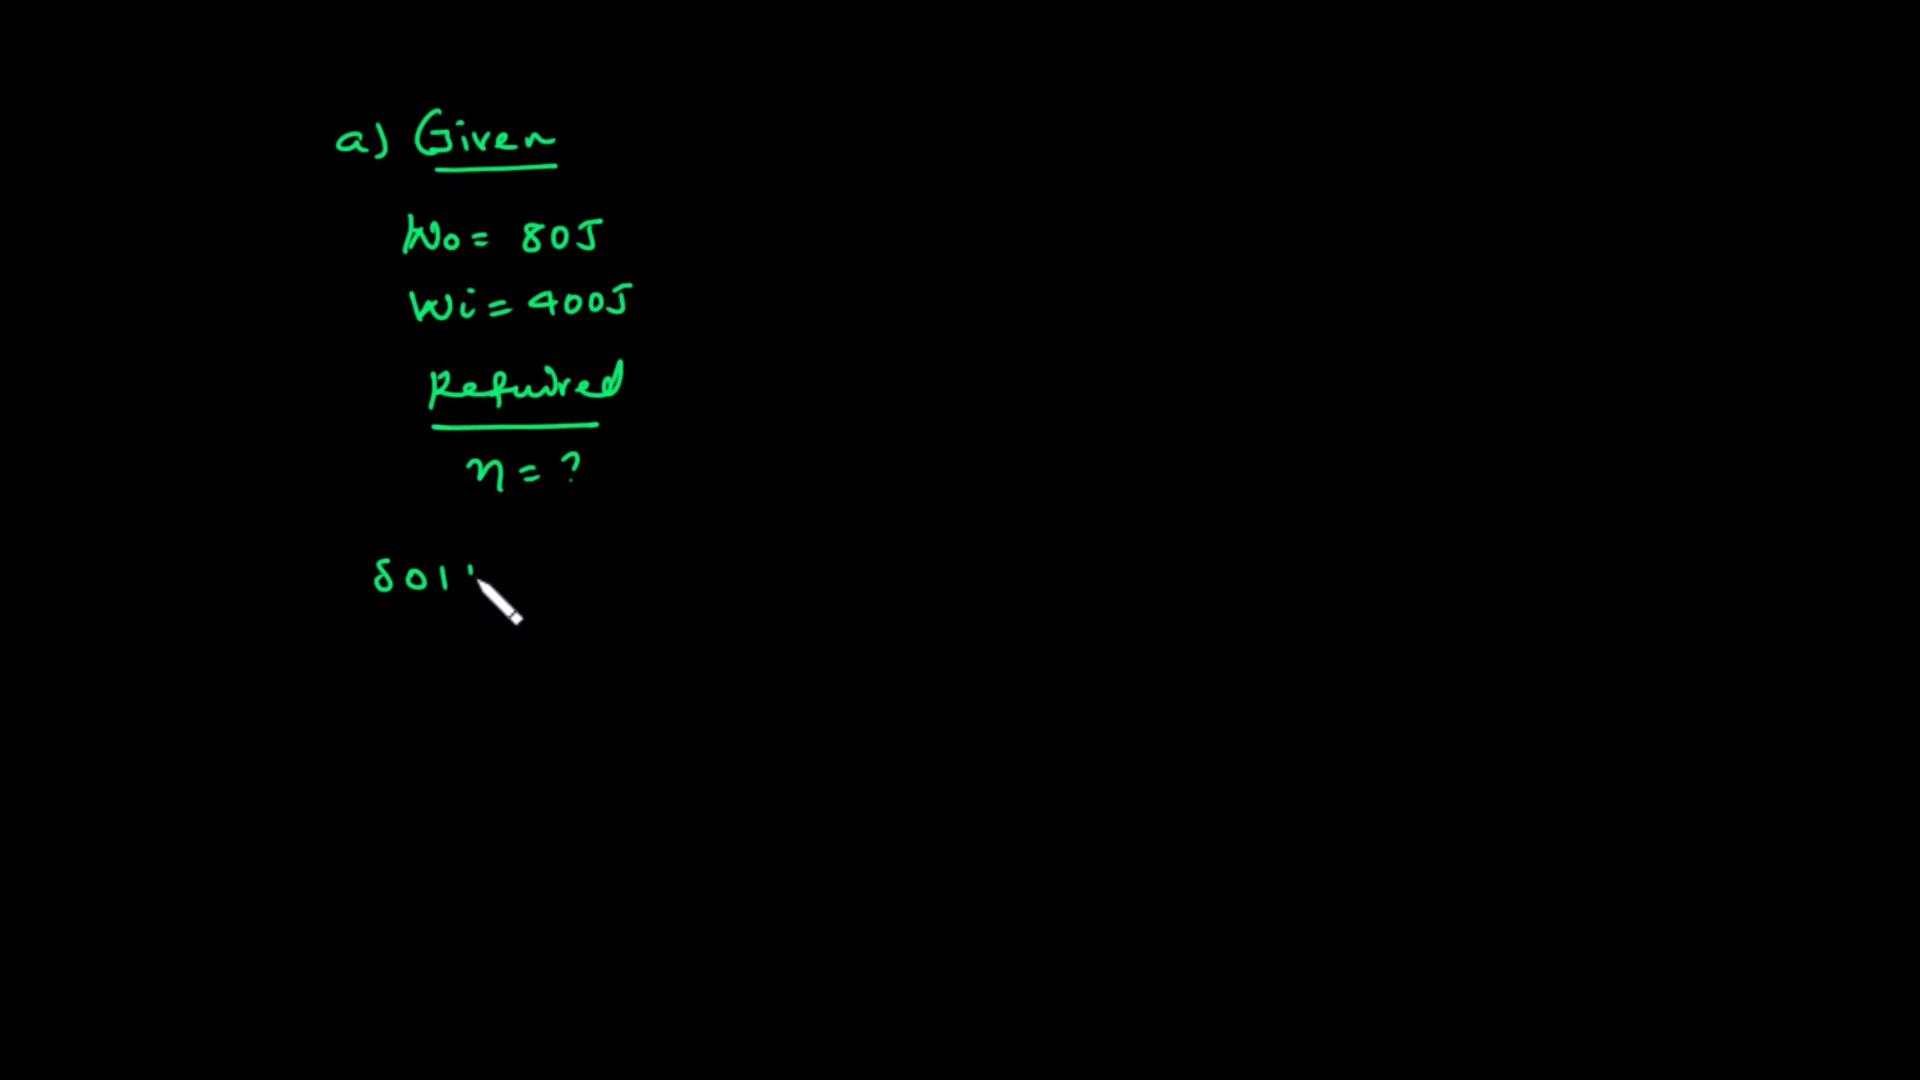 a) Given
Wo = 80J
Wi = 400J
Required
η = ?
Sol'